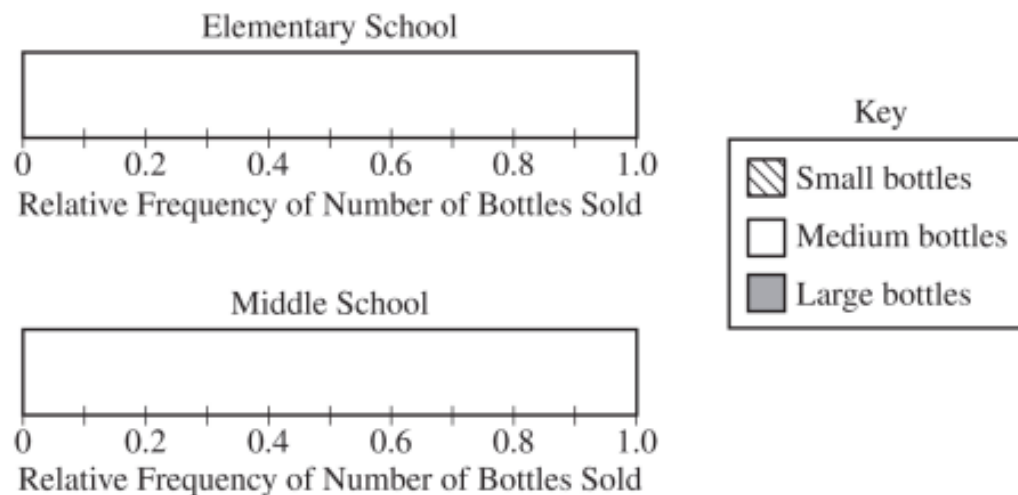 Elementary School
0 0.2 0.4 0.6 0.8 1.0
Relative Frequency of Number of Bottles Sold
Key
Small bottles
Medium bottles
Large bottles
Middle School
0 0.2 0.4 0.6 0.8 1.0
Relative Frequency of Number of Bottles Sold